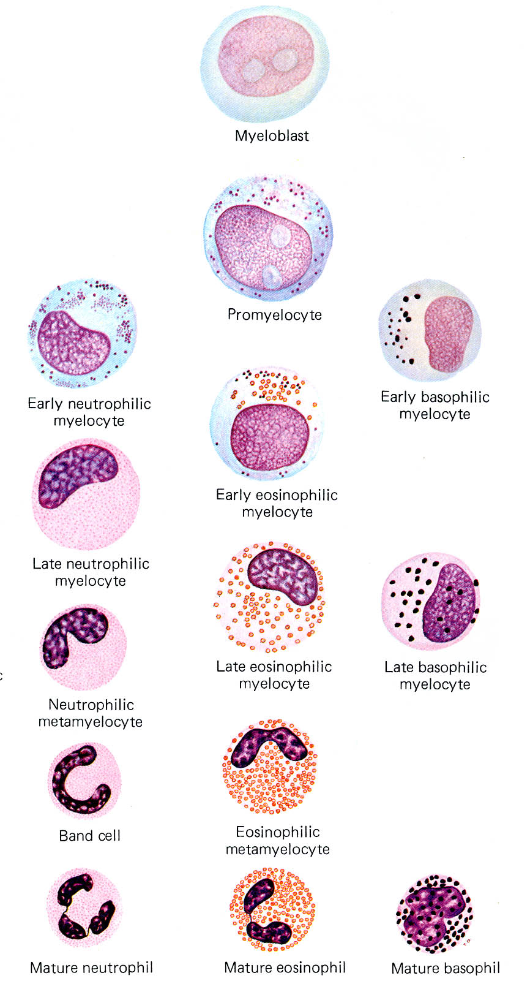 Myeloblast
Promyelocyte
Early neutrophilic
myelocyte
Early basophilic
myelocyte
Early eosinophilic
myelocyte
Late neutrophilic
myelocyte
Late eosinophilic
myelocyte
Late basophilic
myelocyte
c
Neutrophilic
metamyelocyte
Band cell
Eosinophilic
metamyelocyte
Mature neutrophil
Mature eosinophil
Mature basophil